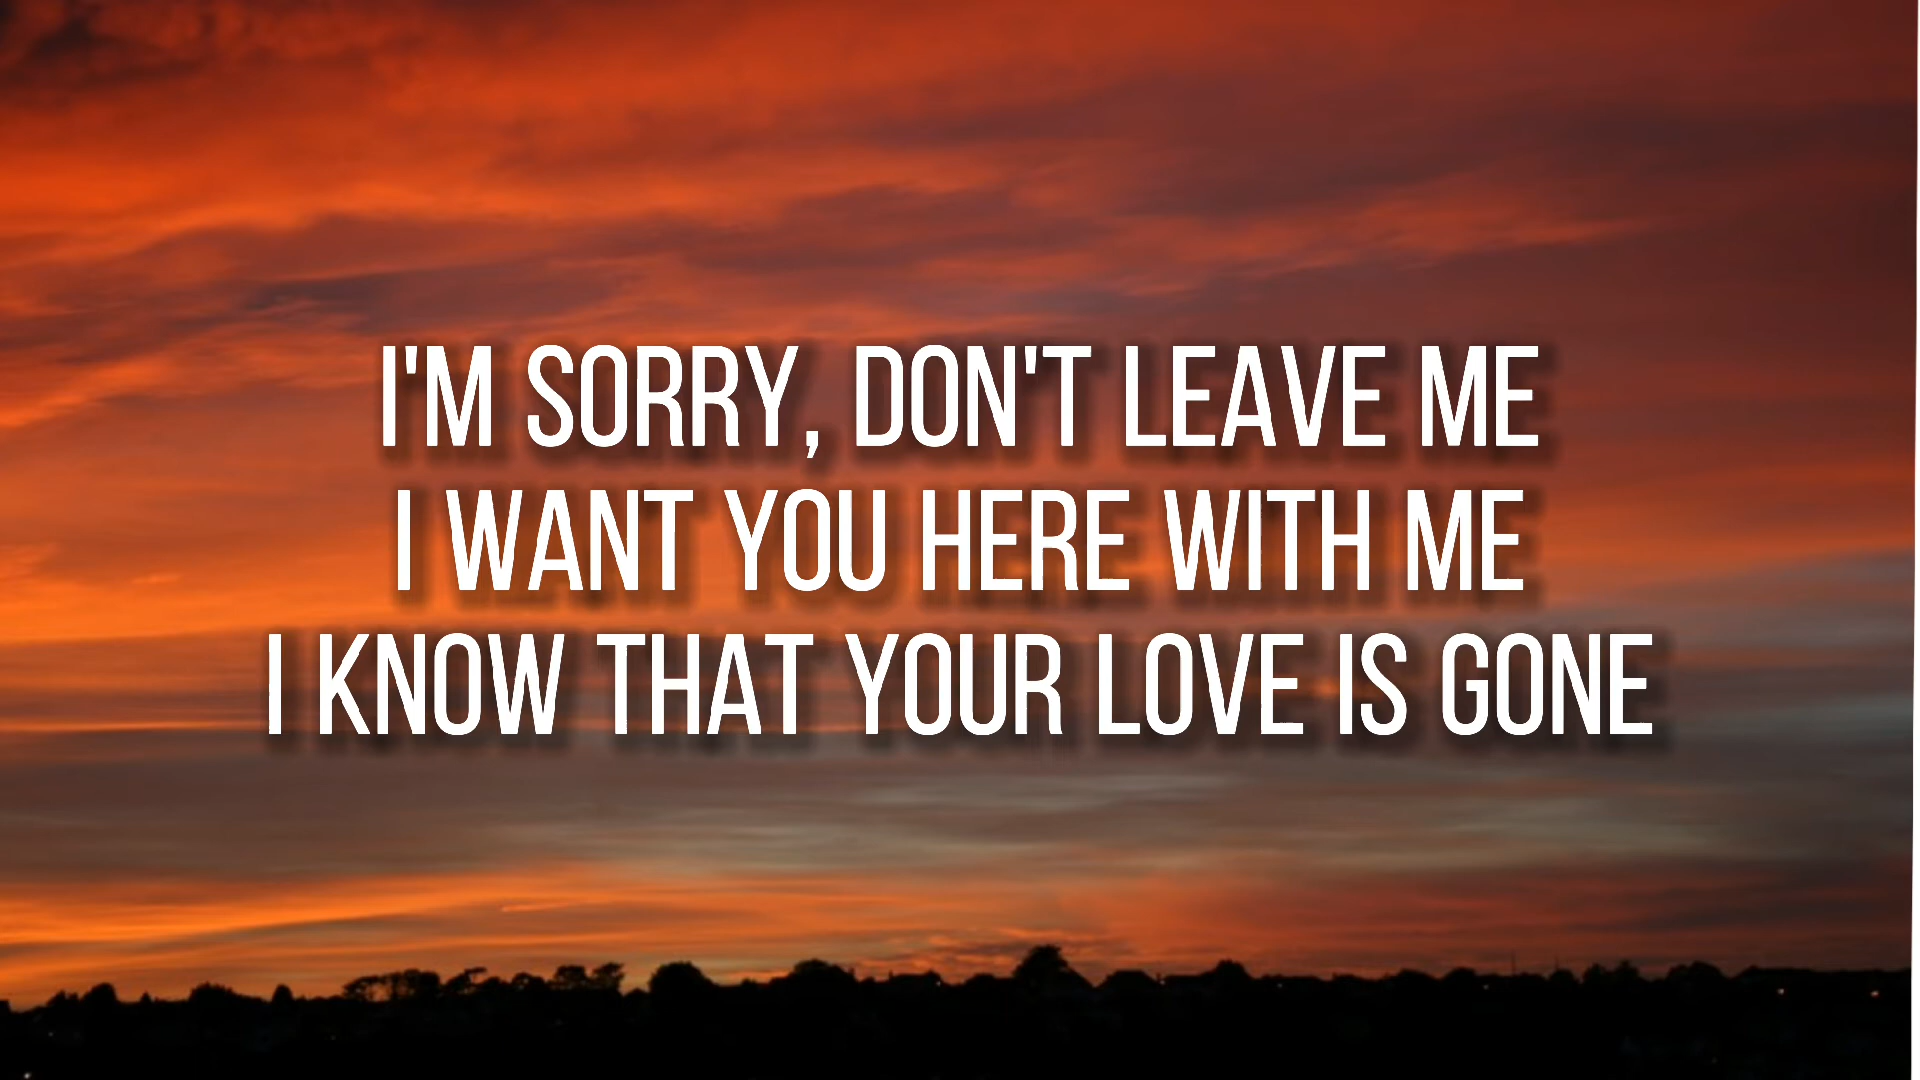 I'M SORRY, DON'T LEAVE ME
I WANT YOU HERE WITH ME
I KNOW THAT YOUR LOVE IS GONE